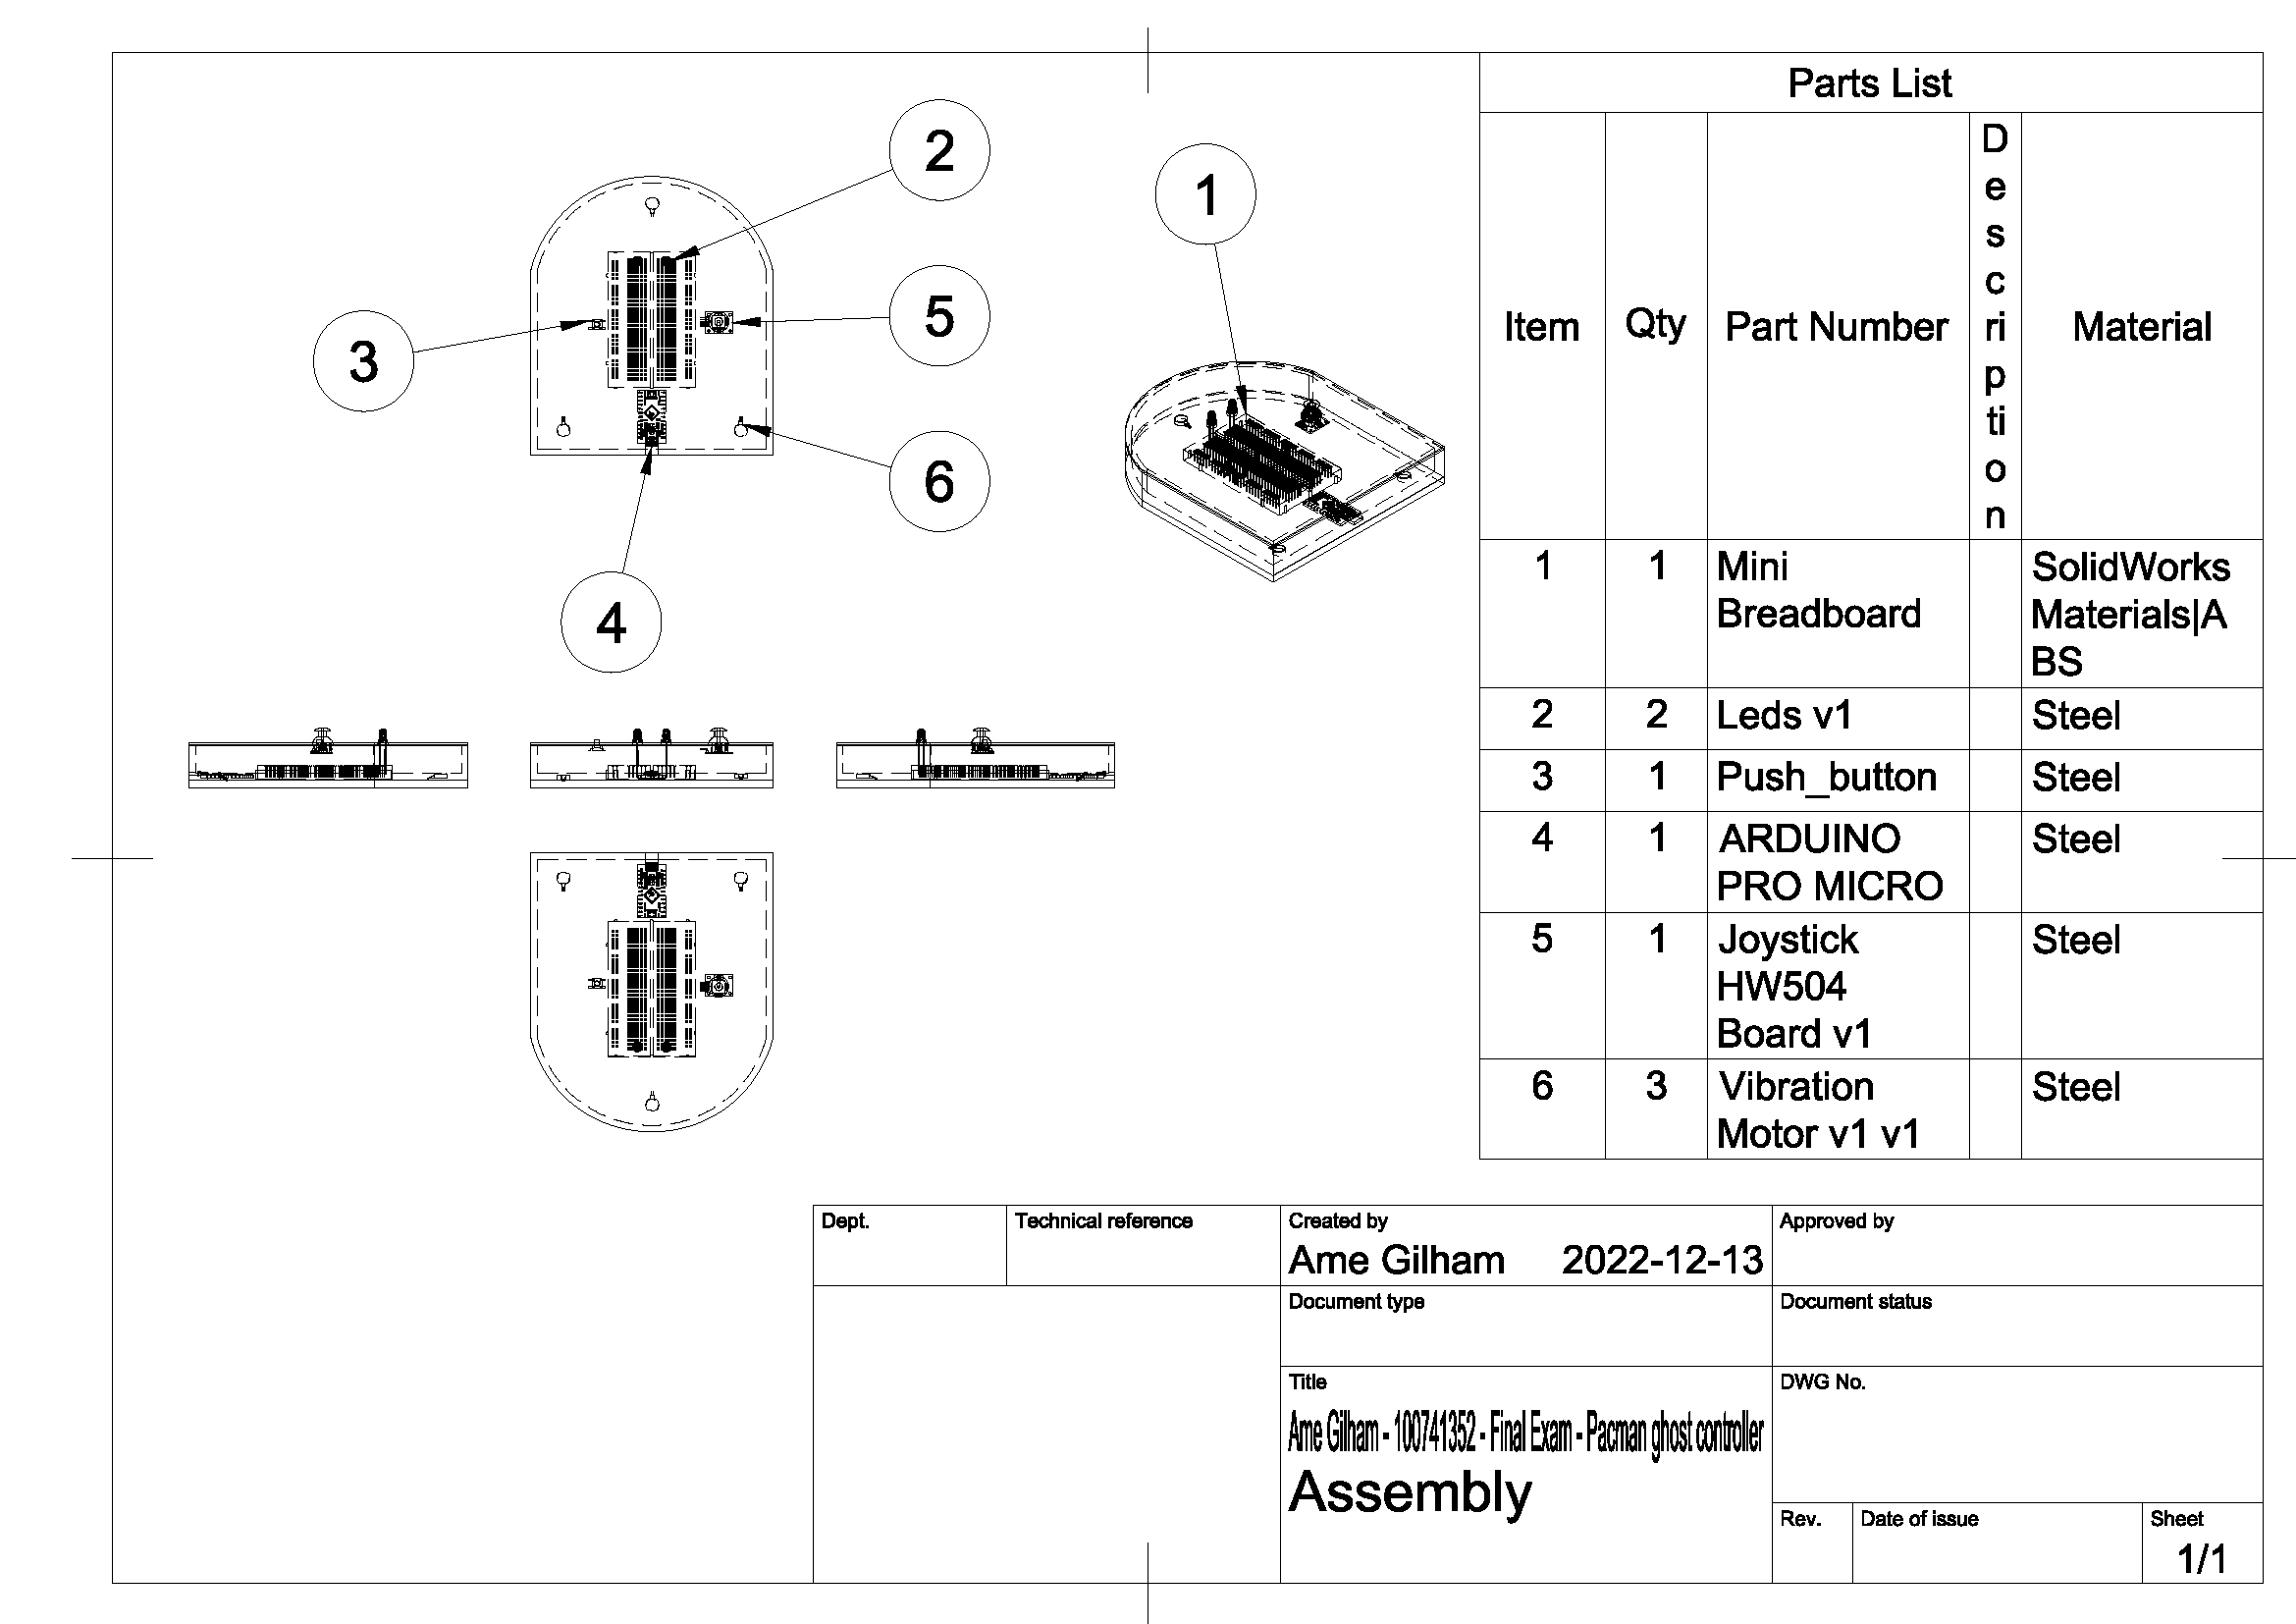 2
1
5
3
6
4
Parts List
Item Qty Part Number Description Material
1 1 Mini Breadboard SolidWorks Materials|ABS
2 2 Leds v1 Steel
3 1 Push_button Steel
4 1 ARDUINO PRO MICRO Steel
5 1 Joystick HW504 Board v1 Steel
6 3 Vibration Motor v1 v1 Steel
Dept.
Technical reference
Created by
Ame Gilham 2022-12-13
Approved by
Document type
Document status
Title
Ame Gilham - 100741352 - Final Exam - Pacman ghost controller
Assembly
DWG No.
Rev.
Date of issue
Sheet
1/1